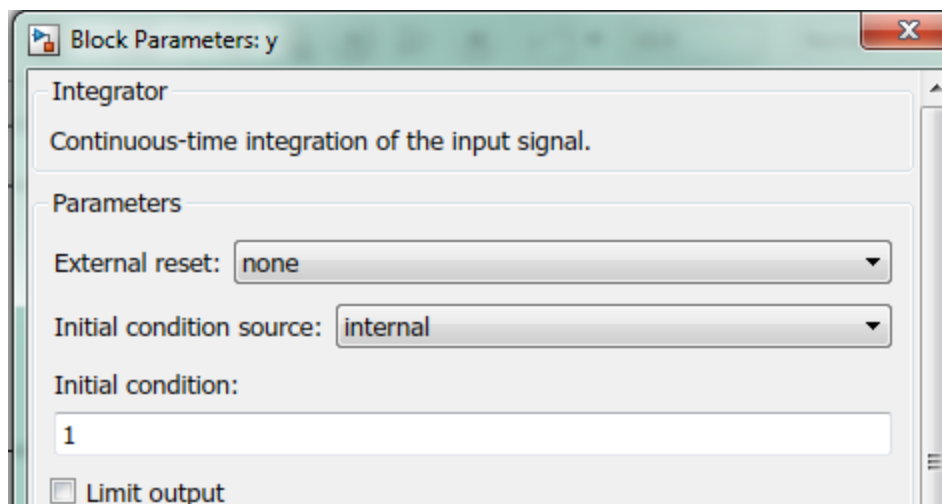 Block Parameters: y
Integrator
Continuous-time integration of the input signal.
Parameters
External reset: none
Initial condition source: internal
Initial condition:
1
Limit output